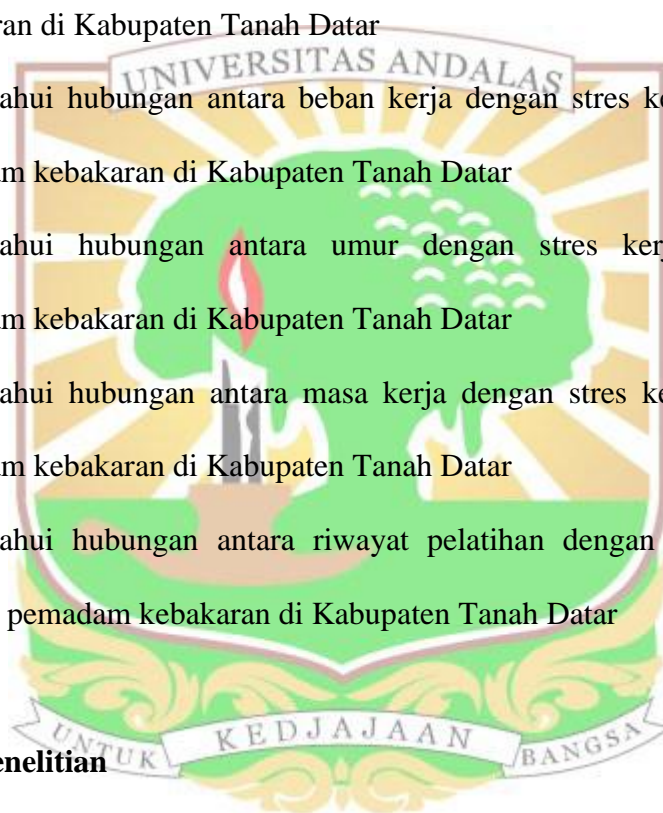 ran di Kabupaten Tanah Datar
UNIVERSITAS ANDALAS
ahui hubungan antara beban kerja dengan stres ke
am kebakaran di Kabupaten Tanah Datar
ahui hubungan antara umur dengan stres kerj
am kebakaran di Kabupaten Tanah Datar
ahui hubungan antara masa kerja dengan stres ke
am kebakaran di Kabupaten Tanah Datar
ahui hubungan antara riwayat pelatihan dengan
pemadam kebakaran di Kabupaten Tanah Datar
UNTUK KEDJAJAAN BANGSA
enelitian